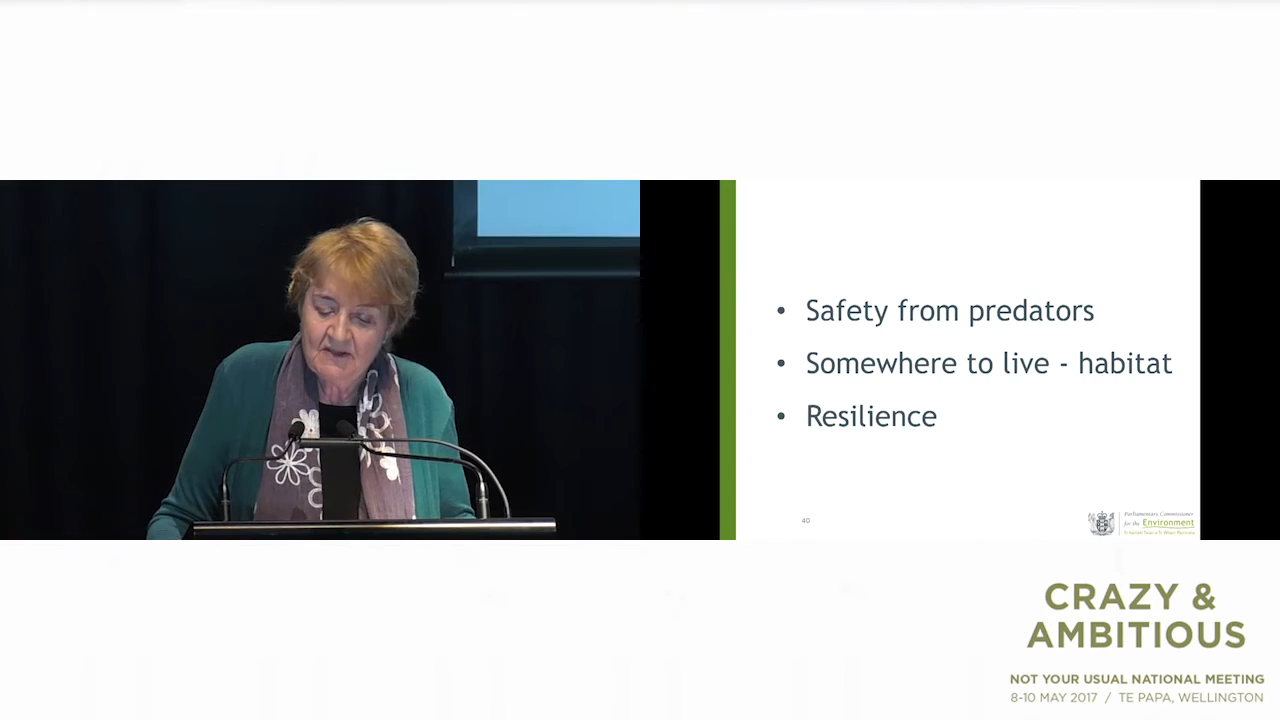 • Safety from predators
• Somewhere to live - habitat
• Resilience
40
Parliamentary Commissioner
for the Environment
CRAZY &
AMBITIOUS
NOT YOUR USUAL NATIONAL MEETING
8-10 MAY 2017 / TE PAPA, WELLINGTON